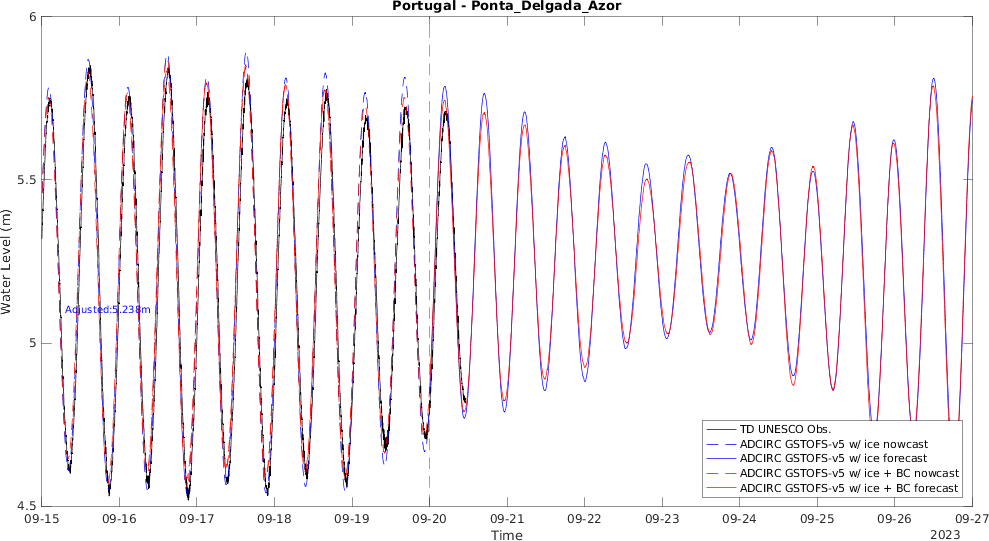 Portugal - Ponta_Delgada_Azor
6
5.5
5
4.5
Water Level (m)
Adjusted:5.238m
TD UNESCO Obs.
ADCIRC GSTOFS-v5 w/ ice nowcast
ADCIRC GSTOFS-v5 w/ ice forecast
ADCIRC GSTOFS-v5 w/ ice + BC nowcast
ADCIRC GSTOFS-v5 w/ ice + BC forecast
09-15 09-16 09-17 09-18 09-19 09-20 09-21 09-22 09-23 09-24 09-25 09-26 09-27
Time
2023